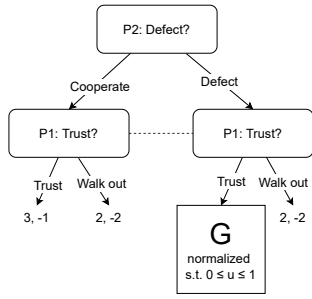 P2: Defect?
Cooperate
Defect
P1: Trust?
P1: Trust?
Trust
Walk out
Trust
Walk out
3, -1
2, -2
G
normalized
s.t. 0 ≤ u ≤ 1
2, -2